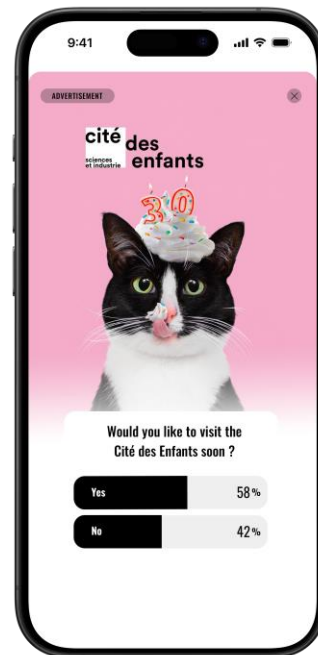 9:41
ADVERTISEMENT
cité
des
sciences
et industrie
enfants
30
Would you like to visit the
Cité des Enfants soon ?
Yes 58%
No 42%